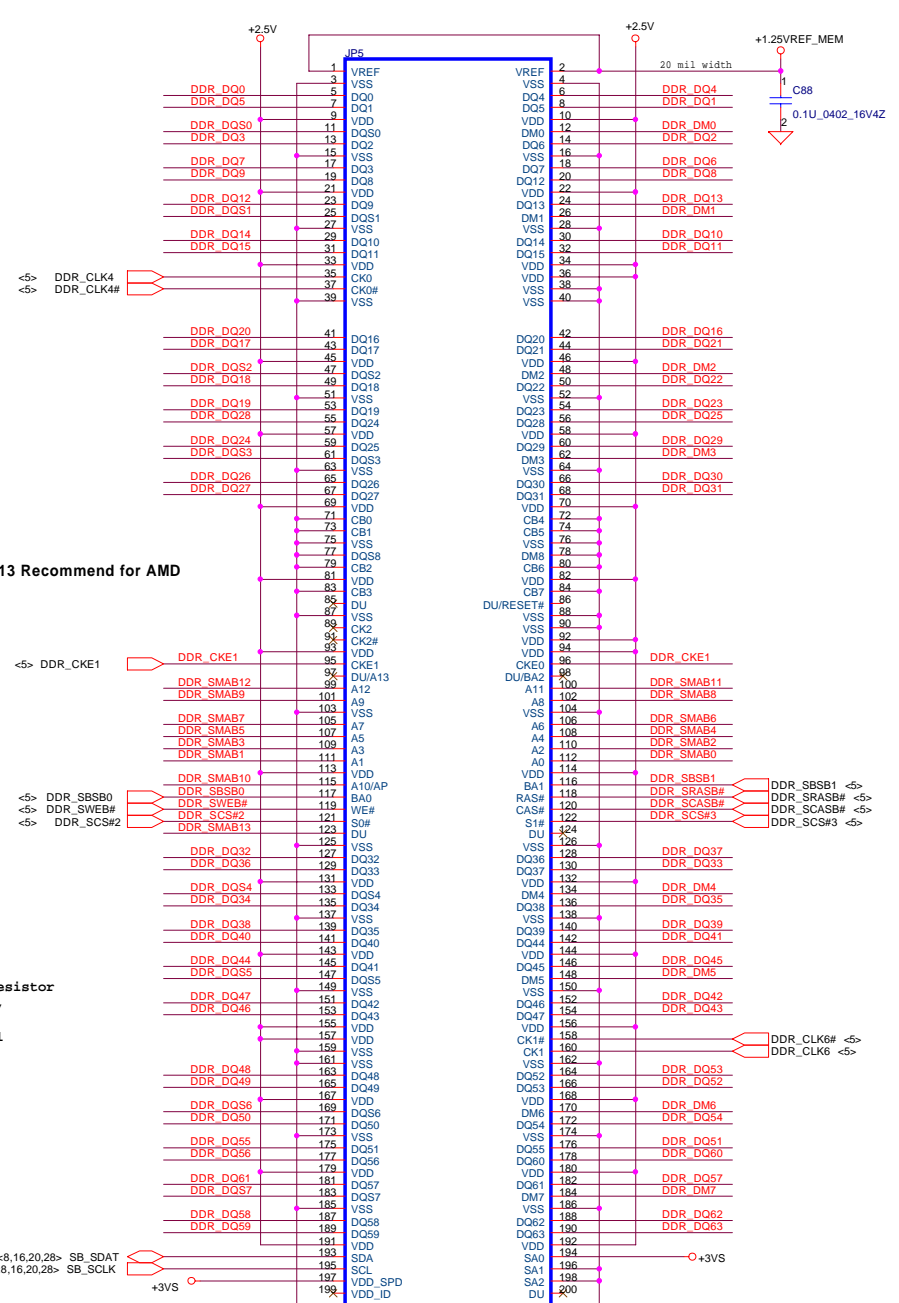 +2.5V +2.5V
+1.25VREF_MEM
JP5
1 VREF VREF 2 20 mil width
3 VSS VSS 4 1 C88
DDR_DQ0 5 DQ0 DQ4 6 DDR_DQ4
DDR_DQ5 7 DQ1 DQ5 8 DDR_DQ1
9 VDD VDD 10 0.1U_0402_16V4Z
DDR_DQS0 11 DQS0 DM0 12 DDR_DM0 2
DDR_DQ3 13 DQ2 DQ6 14 DDR_DQ2
15 VSS VSS 16
DDR_DQ7 17 DQ3 DQ7 18 DDR_DQ6
DDR_DQ9 19 DQ8 DQ12 20 DDR_DQ8
21 VDD VDD 22
DDR_DQ12 23 DQ9 DQ13 24 DDR_DQ13
DDR_DQS1 25 DQS1 DM1 26 DDR_DM1
27 VSS VSS 28
DDR_DQ14 29 DQ10 DQ14 30 DDR_DQ10
DDR_DQ15 31 DQ11 DQ15 32 DDR_DQ11
33 VDD VDD 34
<5> DDR_CLK4 35 CK0 VDD 36
<5> DDR_CLK4# 37 CK0# VSS 38
39 VSS VSS 40
DDR_DQ20 41 DQ16 DQ20 42 DDR_DQ16
DDR_DQ17 43 DQ17 DQ21 44 DDR_DQ21
45 VDD VDD 46
DDR_DQS2 47 DQS2 DM2 48 DDR_DM2
DDR_DQ18 49 DQ18 DQ22 50 DDR_DQ22
51 VSS VSS 52
DDR_DQ19 53 DQ19 DQ23 54 DDR_DQ23
DDR_DQ28 55 DQ24 DQ28 56 DDR_DQ25
57 VDD VDD 58
DDR_DQ24 59 DQ25 DQ29 60 DDR_DQ29
DDR_DQS3 61 DQS3 DM3 62 DDR_DM3
63 VSS VSS 64
DDR_DQ26 65 DQ26 DQ30 66 DDR_DQ30
DDR_DQ27 67 DQ27 DQ31 68 DDR_DQ31
69 VDD VDD 70
71 CB0 CB4 72
73 CB1 CB5 74
75 VSS VSS 76
77 DQS8 DM8 78
79 CB2 CB6 80
13 Recommend for AMD
81 VDD VDD 82
83 CB3 CB7 84
85 DU DU/RESET# 86
87 VSS VSS 88
89 CK2 VSS 90
91 CK2# VDD 92
93 VDD VDD 94
<5> DDR_CKE1 DDR_CKE1 95 CKE1 CKE0 96 DDR_CKE1
97 DU/A13 DU/BA2 98
DDR_SMAB12 99 A12 A11 100 DDR_SMAB11
DDR_SMAB9 101 A9 A8 102 DDR_SMAB8
103 VSS VSS 104
DDR_SMAB7 105 A7 A6 106 DDR_SMAB6
DDR_SMAB5 107 A5 A4 108 DDR_SMAB4
DDR_SMAB3 109 A3 A2 110 DDR_SMAB2
DDR_SMAB1 111 A1 A0 112 DDR_SMAB0
113 VDD VDD 114
DDR_SMAB10 115 A10/AP BA1 116 DDR_SBSB1 DDR_SBSB1 <5>
<5> DDR_SBSB0 DDR_SBSB0 117 BA0 RAS# 118 DDR_SRASB# DDR_SRASB# <5>
<5> DDR_SWEB# DDR_SWEB# 119 WE# CAS# 120 DDR_SCASB# DDR_SCASB# <5>
<5> DDR_SCS#2 DDR_SCS#2 121 S0# S1# 122 DDR_SCS#3 DDR_SCS#3 <5>
DDR_SMAB13 123 DU DU 124
125 VSS VSS 126
DDR_DQ32 127 DQ32 DQ36 128 DDR_DQ37
DDR_DQ36 129 DQ33 DQ37 130 DDR_DQ33
131 VDD VDD 132
DDR_DQS4 133 DQS4 DM4 134 DDR_DM4
DDR_DQ34 135 DQ34 DQ38 136 DDR_DQ35
137 VSS VSS 138
DDR_DQ38 139 DQ35 DQ39 140 DDR_DQ39
DDR_DQ40 141 DQ40 DQ44 142 DDR_DQ41
143 VDD VDD 144
DDR_DQ44 145 DQ41 DQ45 146 DDR_DQ45
DDR_DQS5 147 DQS5 DM5 148 DDR_DM5
esistor 149 VSS VSS 150
DDR_DQ47 151 DQ42 DQ46 152 DDR_DQ42
DDR_DQ46 153 DQ43 DQ47 154 DDR_DQ43
155 VDD VDD 156
157 VDD CK1# 158 DDR_CLK6# <5>
159 VSS CK1 160 DDR_CLK6 <5>
161 VSS VSS 162
DDR_DQ48 163 DQ48 DQ52 164 DDR_DQ53
DDR_DQ49 165 DQ49 DQ53 166 DDR_DQ52
167 VDD VDD 168
DDR_DQS6 169 DQS6 DM6 170 DDR_DM6
DDR_DQ50 171 DQ50 DQ54 172 DDR_DQ54
173 VSS VSS 174
DDR_DQ55 175 DQ51 DQ55 176 DDR_DQ51
DDR_DQ56 177 DQ56 DQ60 178 DDR_DQ60
179 VDD VDD 180
DDR_DQ61 181 DQ57 DQ61 182 DDR_DQ57
DDR_DQS7 183 DQS7 DM7 184 DDR_DM7
185 VSS VSS 186
DDR_DQ58 187 DQ58 DQ62 188 DDR_DQ62
DDR_DQ59 189 DQ59 DQ63 190 DDR_DQ63
191 VDD VDD 192
<8,16,20,28> SB_SDAT 193 SDA SA0 194 +3VS
8,16,20,28> SB_SCLK 195 SCL SA1 196
+3VS 197 VDD_SPD SA2 198
199 VDD_ID DU 200